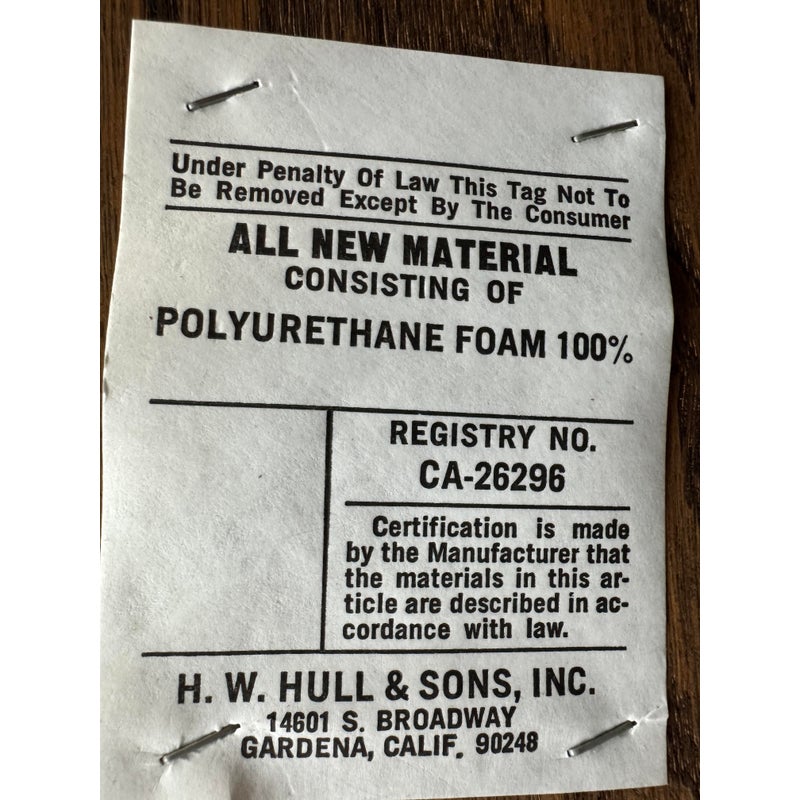 Under Penalty Of Law This Tag Not To
Be Removed Except By The Consumer
ALL NEW MATERIAL
CONSISTING OF
POLYURETHANE FOAM 100%
REGISTRY NO.
CA-26296
Certification is made
by the Manufacturer that
the materials in this ar-
ticle are described in ac-
cordance with law.
H. W. HULL & SONS, INC.
14601 S. BROADWAY
GARDENA, CALIF. 90248